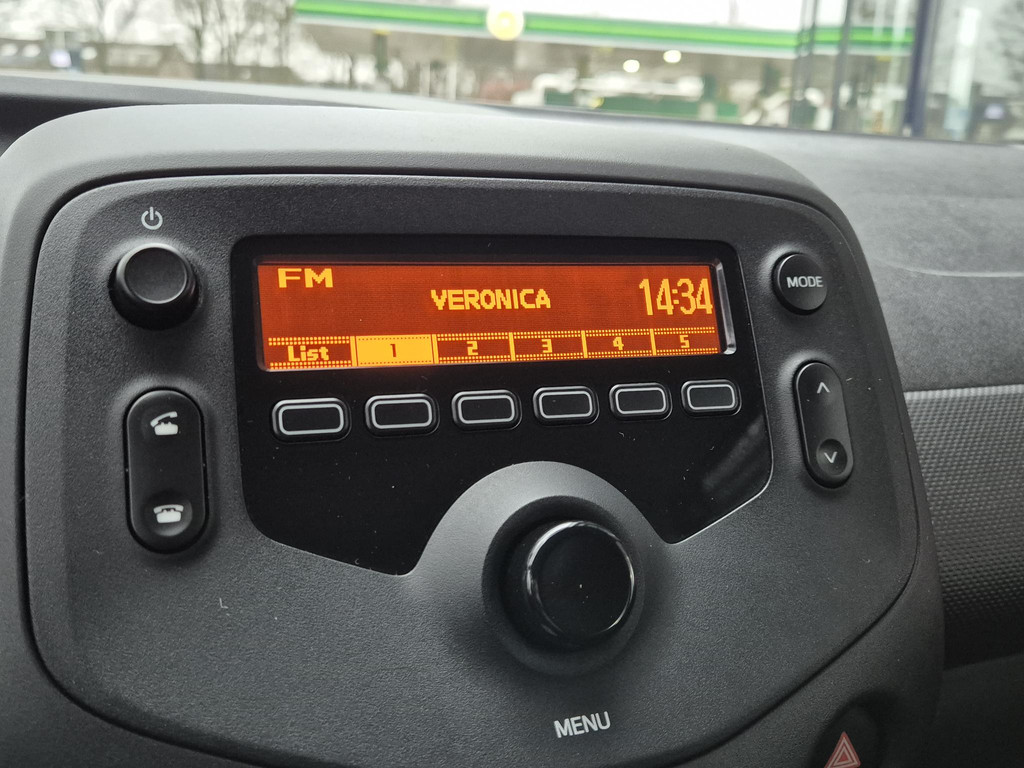 FM
VERONICA
14:34
List 1 2 3 4 5
MODE
MENU